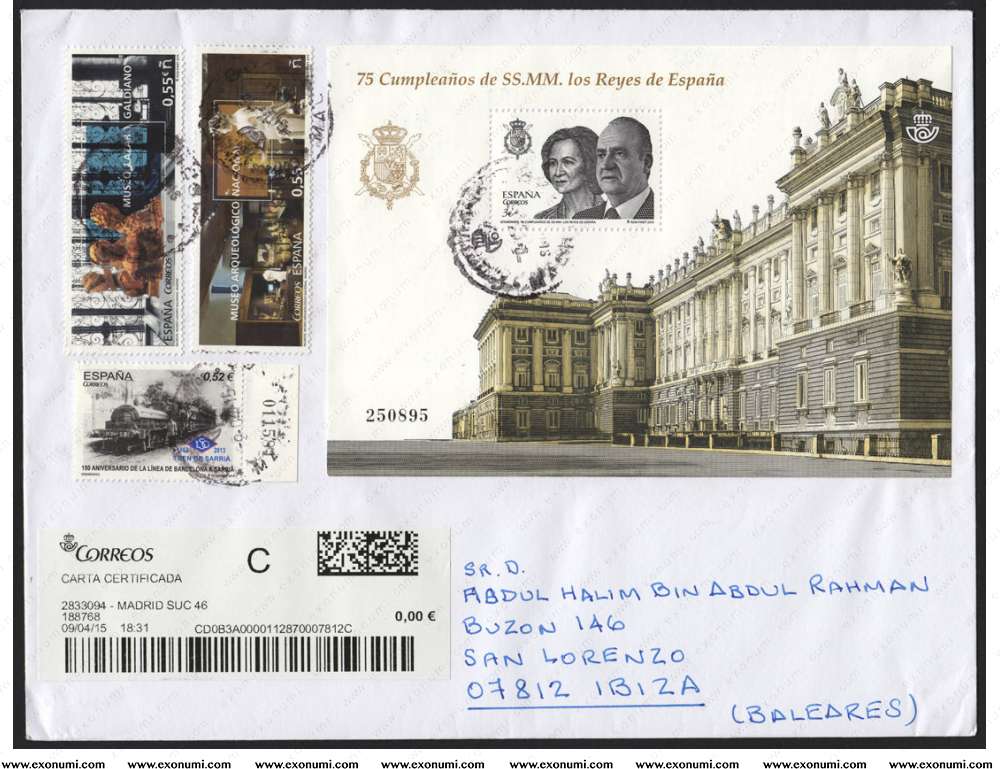 75 Cumpleaños de SS.MM. los Reyes de España
ESPAÑA
CORREOS
250895
MUSEO LÁZARO GALDIANO
0,55€
ESPAÑA CORREOS
MUSEO ARQUEOLÓGICO NACIONAL
0,55
CORREOS ESPAÑA
ESPAÑA
CORREOS
0,52 €
2013
TREN DE SARRIÀ
150 ANIVERSARIO DE LA LÍNEA DE BARCELONA A SARRIÀ
CORREOS
C
CARTA CERTIFICADA
2833094 - MADRID SUC 46
188768
0,00 €
09/04/15 18:31 CD0B3A0000112870007812C
SR. D.
ABDUL HALIM BIN ABDUL RAHMAN
BUZON 146
SAN LORENZO
07812 IBIZA
(BALEARES)
www.exonumi.com www.exonumi.com www.exonumi.com www.exonumi.com www.exonumi.com www.exonumi.com www.exonumi.com